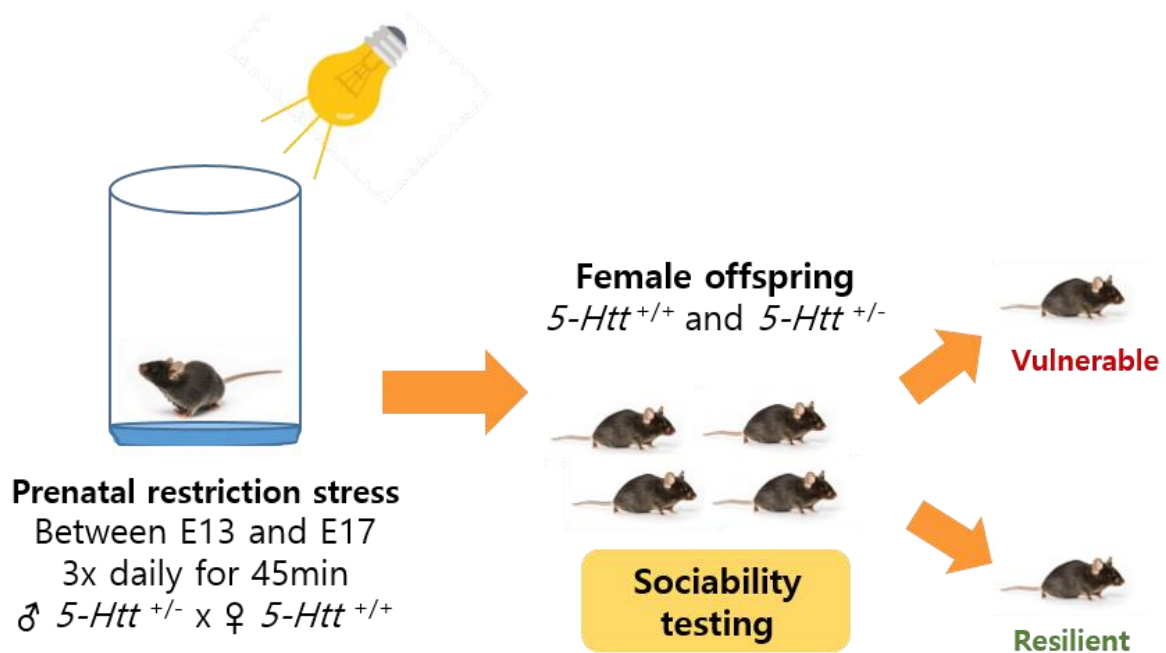 Prenatal restriction stress
Between E13 and E17
3x daily for 45min
♂ 5-Htt +/- x ♀ 5-Htt +/+
Female offspring
5-Htt +/+ and 5-Htt +/-
Sociability
testing
Vulnerable
Resilient